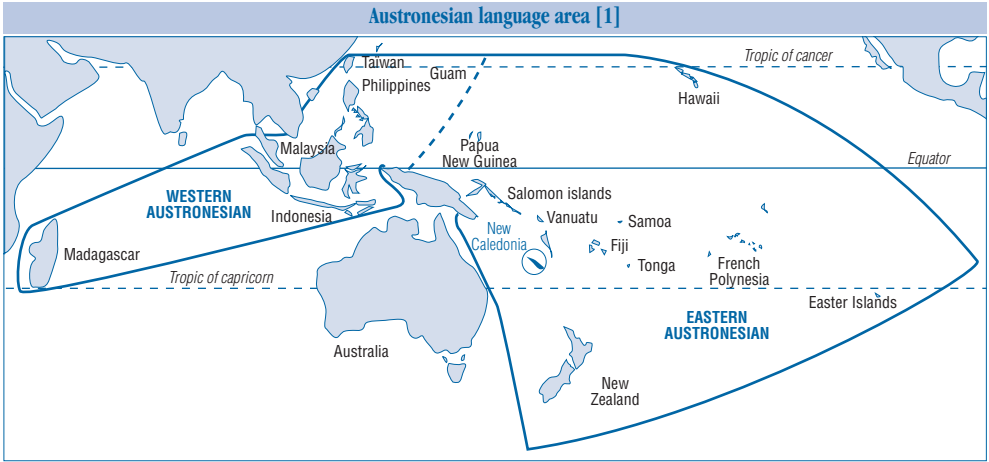 Austronesian language area [1]
Tropic of cancer
Taiwan
Guam
Philippines
Hawaii
Malaysia
Papua
New Guinea
Equator
WESTERN
AUSTRONESIAN
Indonesia
Salomon islands
Vanuatu
Samoa
New
Caledonia
Fiji
Tonga
French
Polynesia
Madagascar
Tropic of capricorn
Easter Islands
EASTERN
AUSTRONESIAN
Australia
New
Zealand